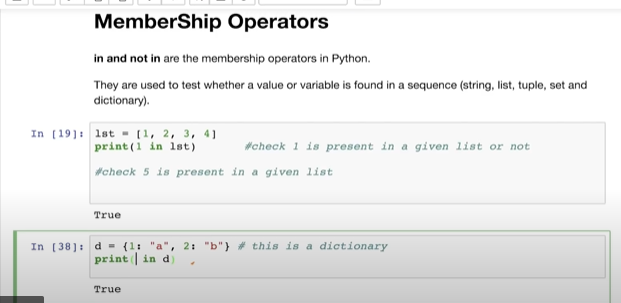 MemberShip Operators
in and not in are the membership operators in Python.
They are used to test whether a value or variable is found in a sequence (string, list, tuple, set and
dictionary).
In [19]: lst = [1, 2, 3, 4]
print(1 in lst) #check 1 is present in a given list or not
#check 5 is present in a given list
True
In [38]: d = {1: "a", 2: "b"} # this is a dictionary
print( in d)
True